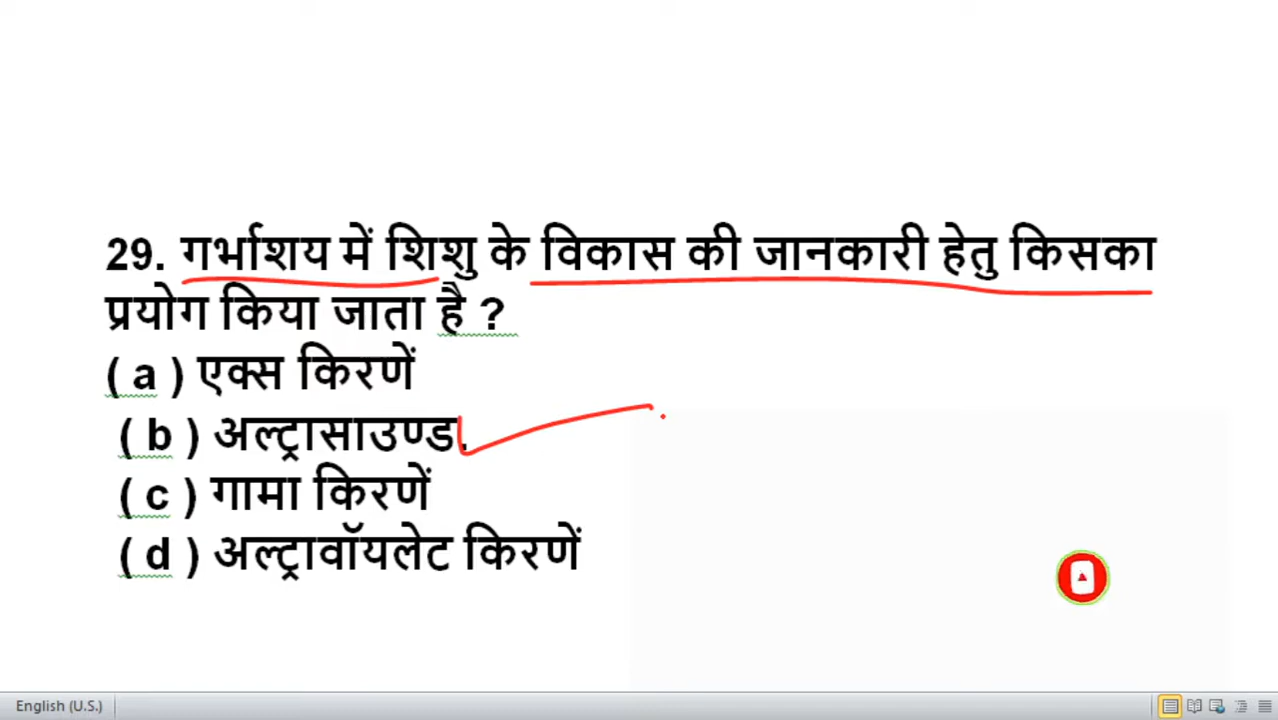 29. गर्भाशय में शिशु के विकास की जानकारी हेतु किसका
प्रयोग किया जाता है ?
( a ) एक्स किरणें
( b ) अल्ट्रासाउण्ड.
( c ) गामा किरणें
( d ) अल्ट्रावॉयलेट किरणें
English (U.S.)